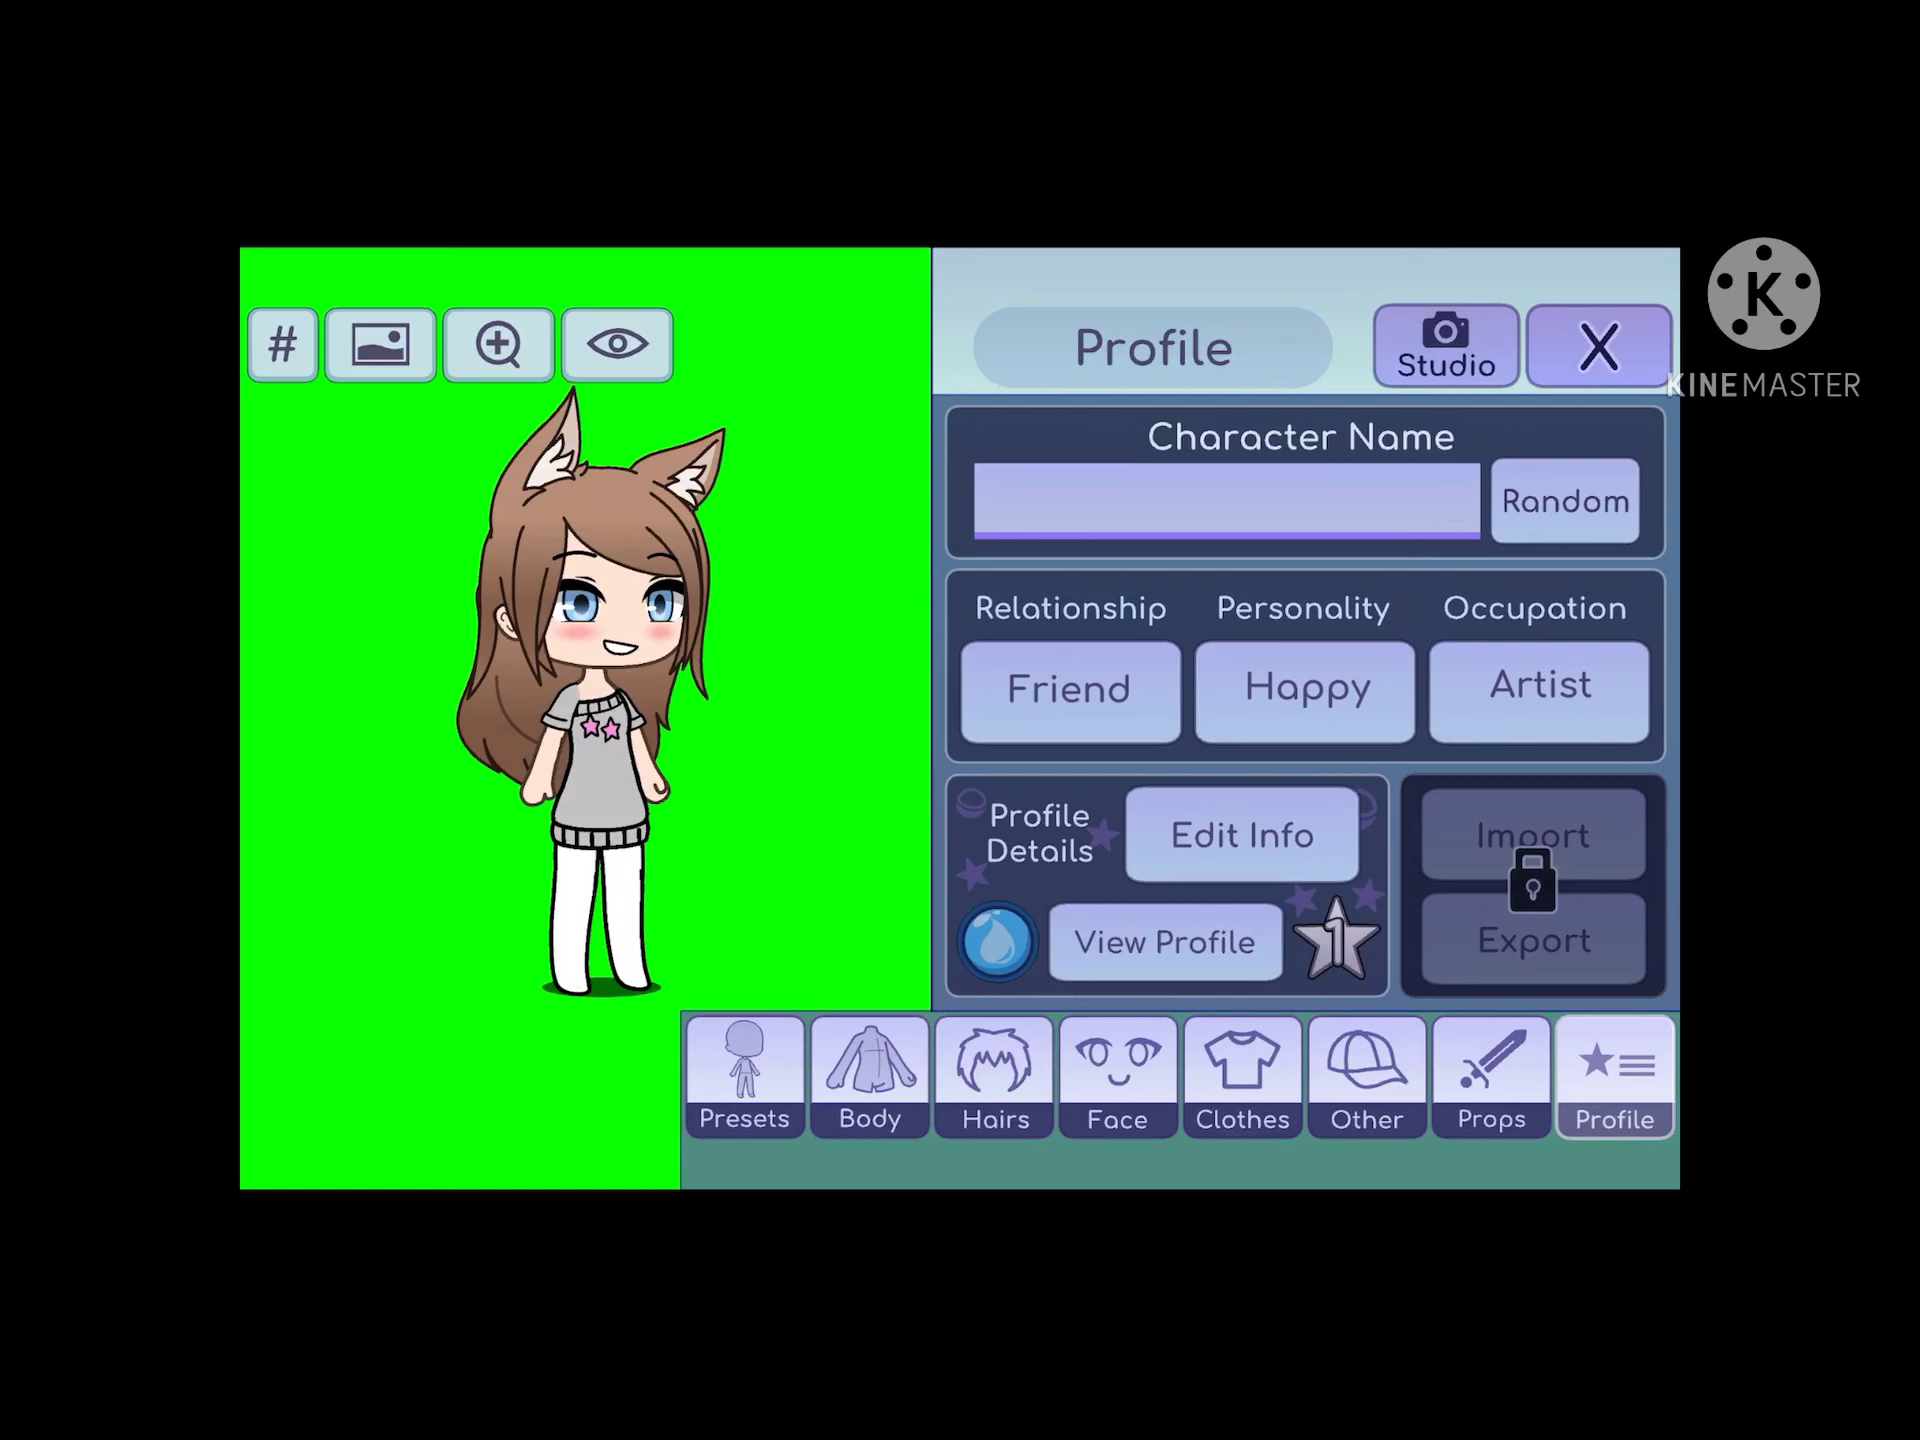 #
Profile
Studio
X
K
KINEMASTER
Character Name
Random
Relationship
Personality
Occupation
Friend
Happy
Artist
Profile
Details
Edit Info
Import
View Profile
1
Export
Presets
Body
Hairs
Face
Clothes
Other
Props
Profile